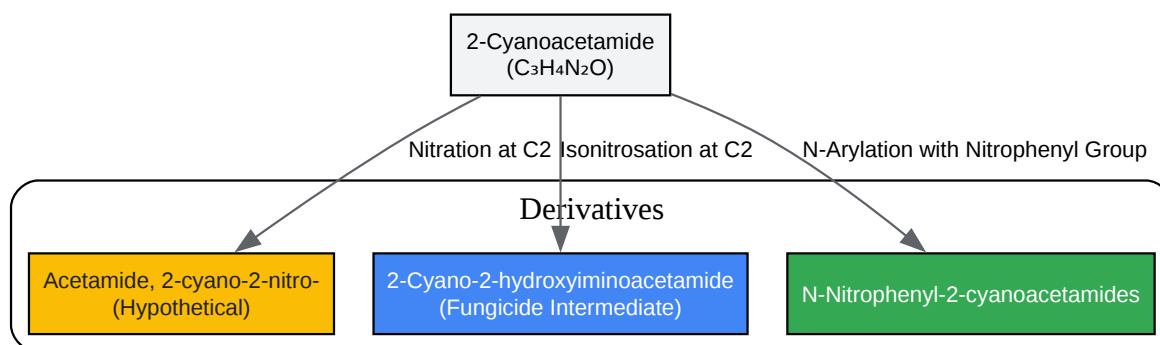 2-Cyanoacetamide
(C₃H₄N₂O)
Nitration at C2
Isonitrosation at C2
N-Arylation with Nitrophenyl Group
Derivatives
Acetamide, 2-cyano-2-nitro-
(Hypothetical)
2-Cyano-2-hydroxyiminoacetamide
(Fungicide Intermediate)
N-Nitrophenyl-2-cyanoacetamides